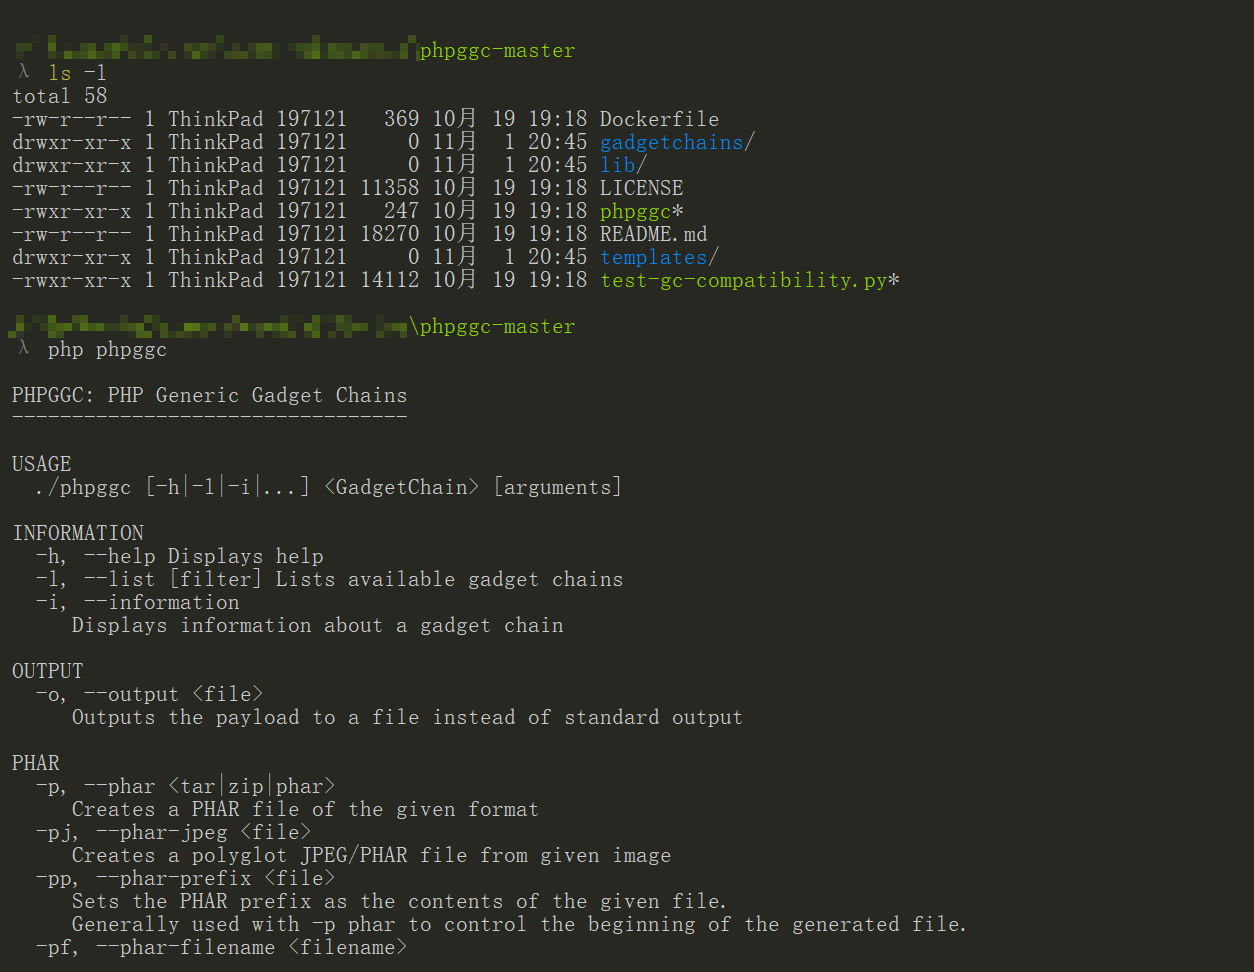 phpggc-master
λ ls -l
total 58
-rw-r--r-- 1 ThinkPad 197121   369 10月  19 19:18 Dockerfile
drwxr-xr-x 1 ThinkPad 197121     0 11月   1 20:45 gadgetchains/
drwxr-xr-x 1 ThinkPad 197121     0 11月   1 20:45 lib/
-rw-r--r-- 1 ThinkPad 197121 11358 10月  19 19:18 LICENSE
-rwxr-xr-x 1 ThinkPad 197121   247 10月  19 19:18 phpggc*
-rw-r--r-- 1 ThinkPad 197121 18270 10月  19 19:18 README.md
drwxr-xr-x 1 ThinkPad 197121     0 11月   1 20:45 templates/
-rwxr-xr-x 1 ThinkPad 197121 14112 10月  19 19:18 test-gc-compatibility.py*
\phpggc-master
λ php phpggc
PHPGGC: PHP Generic Gadget Chains
---------------------------------
USAGE
  ./phpggc [-h|-l|-i|...] <GadgetChain> [arguments]
INFORMATION
  -h, --help Displays help
  -l, --list [filter] Lists available gadget chains
  -i, --information
     Displays information about a gadget chain
OUTPUT
  -o, --output <file>
     Outputs the payload to a file instead of standard output
PHAR
  -p, --phar <tar|zip|phar>
     Creates a PHAR file of the given format
  -pj, --phar-jpeg <file>
     Creates a polyglot JPEG/PHAR file from given image
  -pp, --phar-prefix <file>
     Sets the PHAR prefix as the contents of the given file.
     Generally used with -p phar to control the beginning of the generated file.
  -pf, --phar-filename <filename>